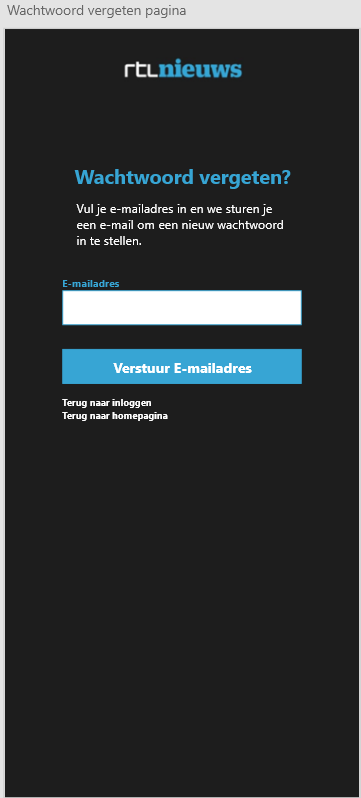 Wachtwoord vergeten pagina
rtlnieuws
Wachtwoord vergeten?
Vul je e-mailadres in en we sturen je
een e-mail om een nieuw wachtwoord
in te stellen.
E-mailadres
Verstuur E-mailadres
Terug naar inloggen
Terug naar homepagina